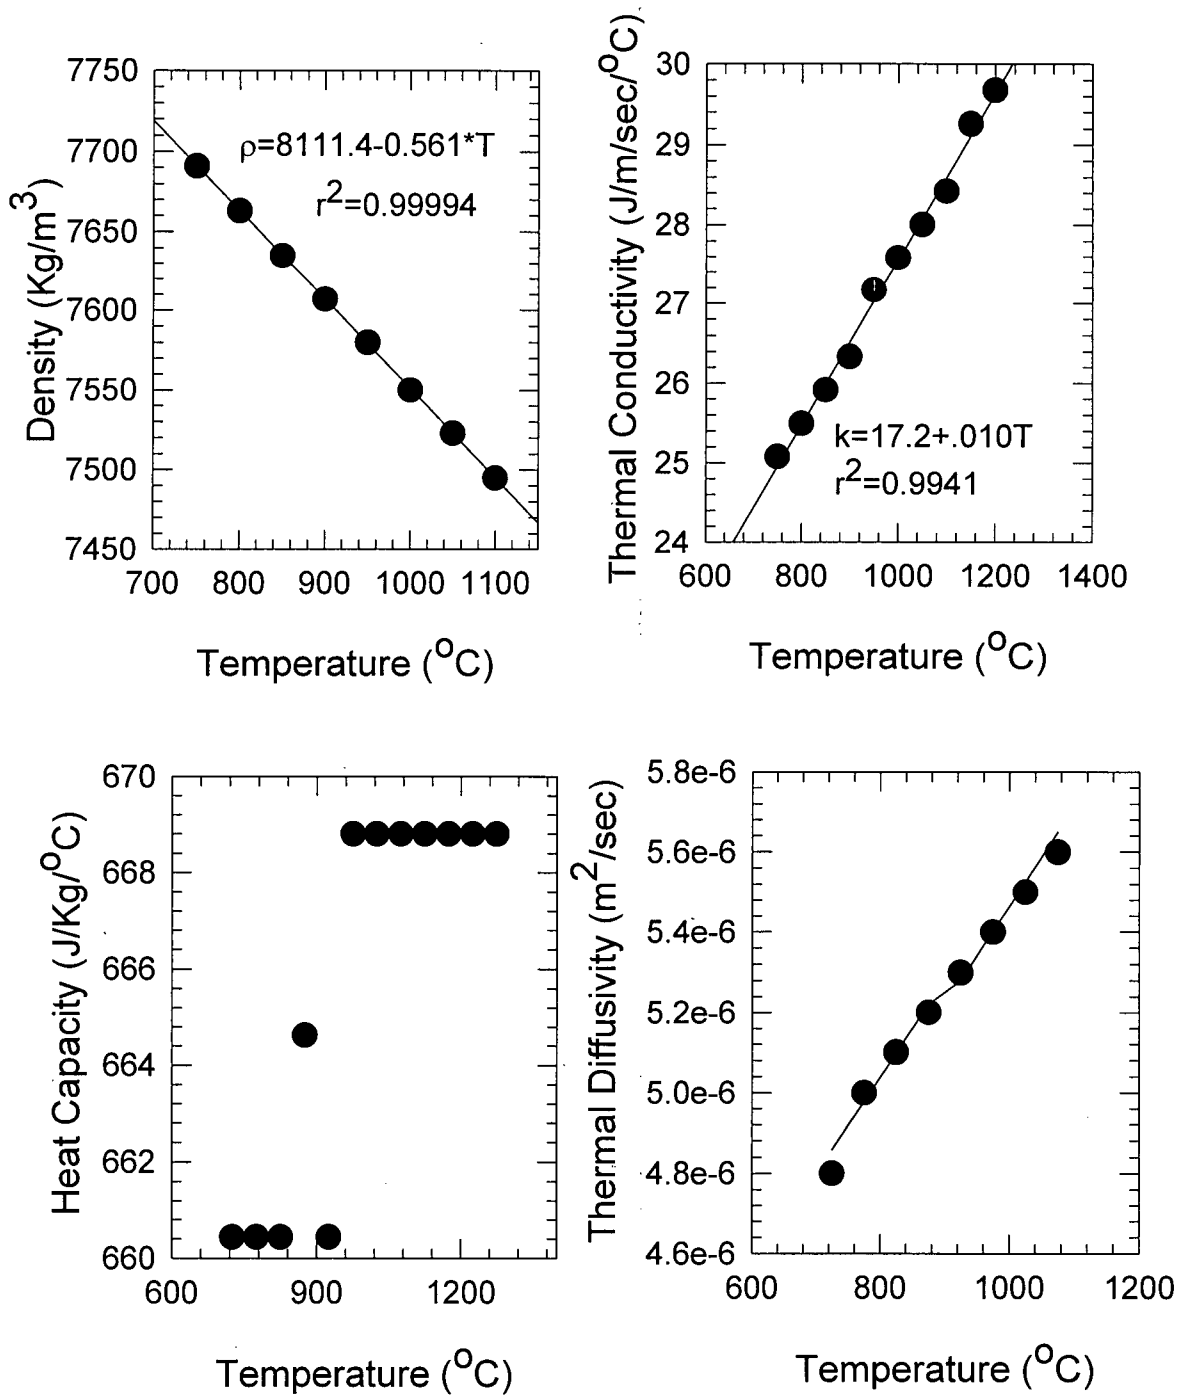 7750
7700
7650
7600
7550
7500
7450
Density (Kg/m³)
ρ=8111.4-0.561*T
r²=0.99994
700 800 900 1000 1100
Temperature (ºC)
30
29
28
27
26
25
24
Thermal Conductivity (J/m/sec/ºC)
k=17.2+.010T
r²=0.9941
600 800 1000 1200 1400
Temperature (ºC)
670
668
666
664
662
660
Heat Capacity (J/Kg/ºC)
600 900 1200
Temperature (ºC)
5.8e-6
5.6e-6
5.4e-6
5.2e-6
5.0e-6
4.8e-6
4.6e-6
Thermal Diffusivity (m²/sec)
600 800 1000 1200
Temperature (ºC)